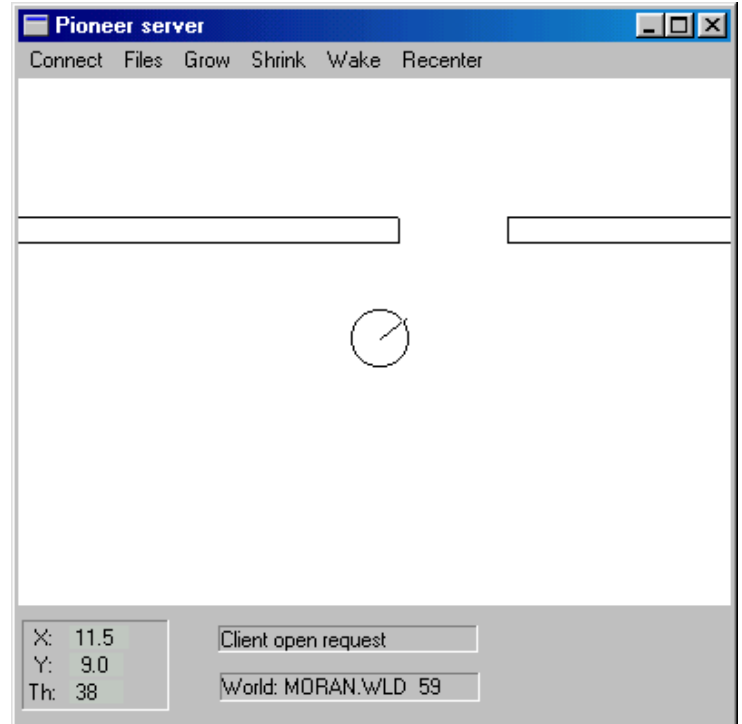 Pioneer server
Connect Files Grow Shrink Wake Recenter
X: 11.5
Y: 9.0
Th: 38
Client open request
World: MORAN.WLD 59